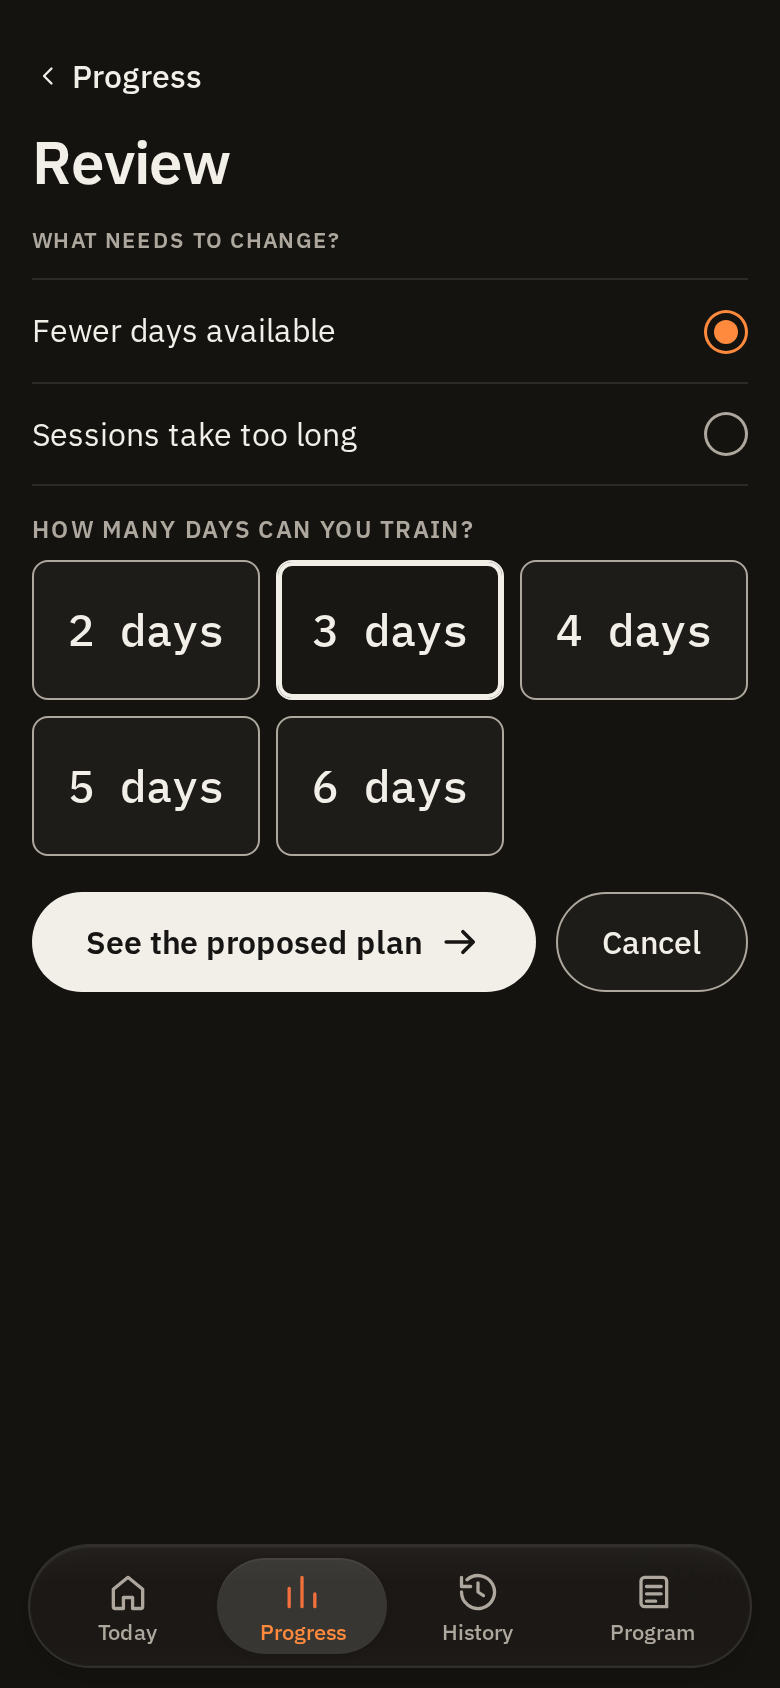 Progress
Review
WHAT NEEDS TO CHANGE?
Fewer days available
Sessions take too long
HOW MANY DAYS CAN YOU TRAIN?
2 days 3 days 4 days
5 days 6 days
See the proposed plan Cancel
Today Progress History Program